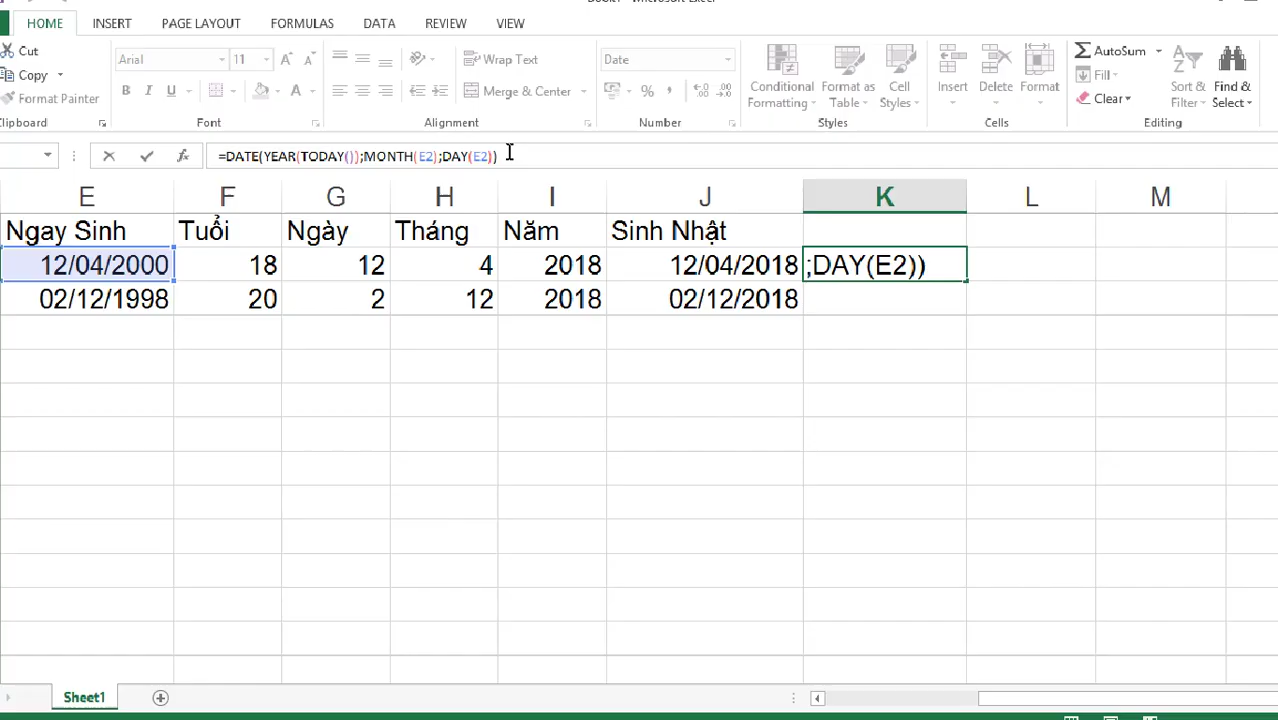 HOME INSERT PAGE LAYOUT FORMULAS DATA REVIEW VIEW
Cut
Copy
Format Painter
Clipboard
Arial 11
B I U
Font
Wrap Text
Merge & Center
Alignment
Date
%
Number
Conditional Formatting
Format as Table
Cell Styles
Styles
Insert
Delete
Format
Cells
AutoSum
Fill
Clear
Sort & Filter
Find & Select
Editing
fx =DATE(YEAR(TODAY());MONTH(E2);DAY(E2))
E F G H I J K L M
Ngay Sinh Tuổi Ngày Tháng Năm Sinh Nhật
12/04/2000 18 12 4 2018 12/04/2018 ;DAY(E2))
02/12/1998 20 2 12 2018 02/12/2018
Sheet1